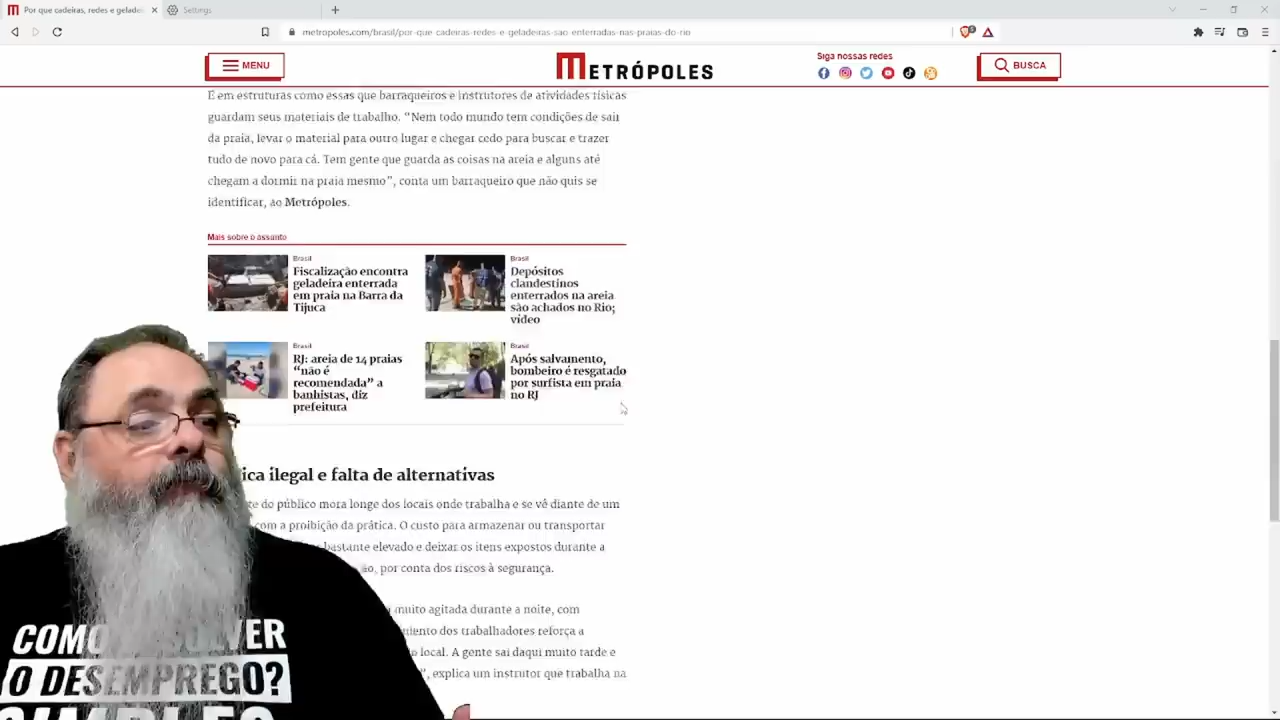 Por que cadeiras, redes e gelade
Settings
metropoles.com/brasil/por-que-cadeiras-redes-e-geladeiras-sao-enterradas-nas-praias-do-rio
MENU
METRÓPOLES
Siga nossas redes
BUSCA
É em estruturas como essas que barraqueiros e instrutores de atividades físicas
guardam seus materiais de trabalho. "Nem todo mundo tem condições de sair
da praia, levar o material para outro lugar e chegar cedo para buscar e trazer
tudo de novo para cá. Tem gente que guarda as coisas na areia e alguns até
chegam a dormir na praia mesmo", conta um barraqueiro que não quis se
identificar, ao Metrópoles.
Mais sobre o assunto
Brasil
Fiscalização encontra
geladeira enterrada
em praia na Barra da
Tijuca
Brasil
Depósitos
clandestinos
enterrados na areia
são achados no Rio;
vídeo
Brasil
RJ: areia de 14 praias
"não é
recomendada" a
banhistas, diz
prefeitura
Brasil
Após salvamento,
bombeiro é resgatado
por surfista em praia
no RJ
ica ilegal e falta de alternativas
te do público mora longe dos locais onde trabalha e se vê diante de um
com a proibição da prática. O custo para armazenar ou transportar
bastante elevado e deixar os itens expostos durante a
ão, por conta dos riscos à segurança.
muito agitada durante a noite, com
mento dos trabalhadores reforça a
local. A gente sai daqui muito tarde e
", explica um instrutor que trabalha na
COMO VER
O DESEMPREGO?
SIMPLES